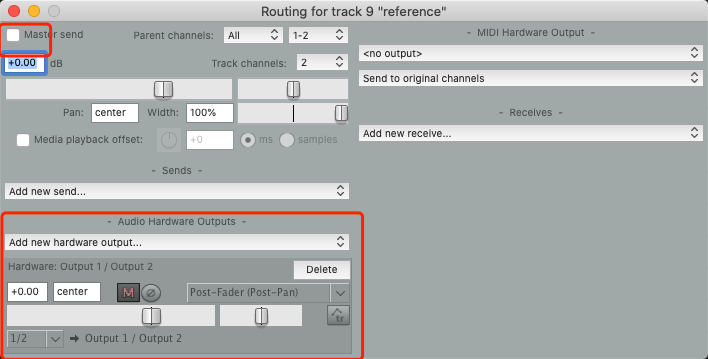 Routing for track 9 "reference"
Master send
Parent channels: All 1-2
+0.00 dB
Track channels: 2
Pan: center Width: 100%
Media playback offset: +0 ms samples
- Sends -
Add new send...
- Audio Hardware Outputs -
Add new hardware output...
Hardware: Output 1 / Output 2
Delete
+0.00 center M Ø Post-Fader (Post-Pan)
tr
1/2 ➔ Output 1 / Output 2
- MIDI Hardware Output -
<no output>
Send to original channels
- Receives -
Add new receive...